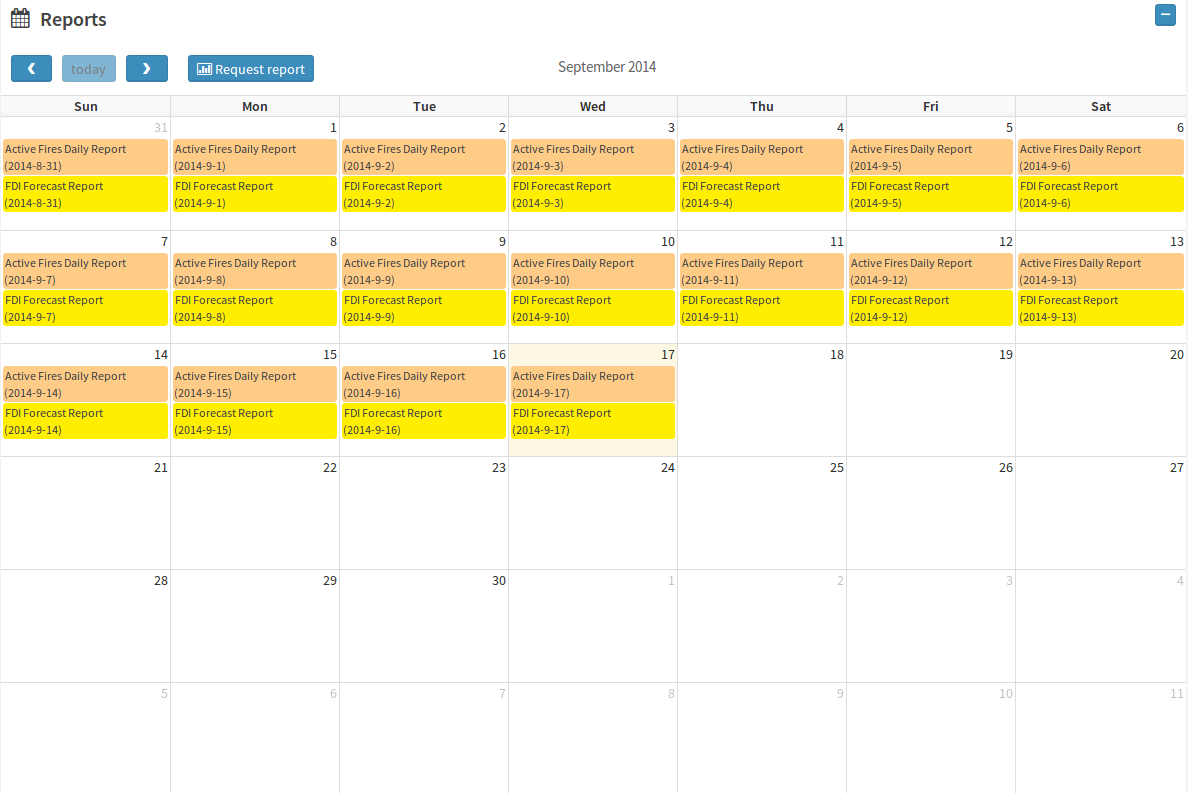 Reports
today
Request report
September 2014
Sun Mon Tue Wed Thu Fri Sat
31 1 2 3 4 5 6
Active Fires Daily Report Active Fires Daily Report Active Fires Daily Report Active Fires Daily Report Active Fires Daily Report Active Fires Daily Report Active Fires Daily Report
(2014-8-31) (2014-9-1) (2014-9-2) (2014-9-3) (2014-9-4) (2014-9-5) (2014-9-6)
FDI Forecast Report FDI Forecast Report FDI Forecast Report FDI Forecast Report FDI Forecast Report FDI Forecast Report FDI Forecast Report
(2014-8-31) (2014-9-1) (2014-9-2) (2014-9-3) (2014-9-4) (2014-9-5) (2014-9-6)
7 8 9 10 11 12 13
Active Fires Daily Report Active Fires Daily Report Active Fires Daily Report Active Fires Daily Report Active Fires Daily Report Active Fires Daily Report Active Fires Daily Report
(2014-9-7) (2014-9-8) (2014-9-9) (2014-9-10) (2014-9-11) (2014-9-12) (2014-9-13)
FDI Forecast Report FDI Forecast Report FDI Forecast Report FDI Forecast Report FDI Forecast Report FDI Forecast Report FDI Forecast Report
(2014-9-7) (2014-9-8) (2014-9-9) (2014-9-10) (2014-9-11) (2014-9-12) (2014-9-13)
14 15 16 17 18 19 20
Active Fires Daily Report Active Fires Daily Report Active Fires Daily Report Active Fires Daily Report
(2014-9-14) (2014-9-15) (2014-9-16) (2014-9-17)
FDI Forecast Report FDI Forecast Report FDI Forecast Report FDI Forecast Report
(2014-9-14) (2014-9-15) (2014-9-16) (2014-9-17)
21 22 23 24 25 26 27
28 29 30 1 2 3 4
5 6 7 8 9 10 11